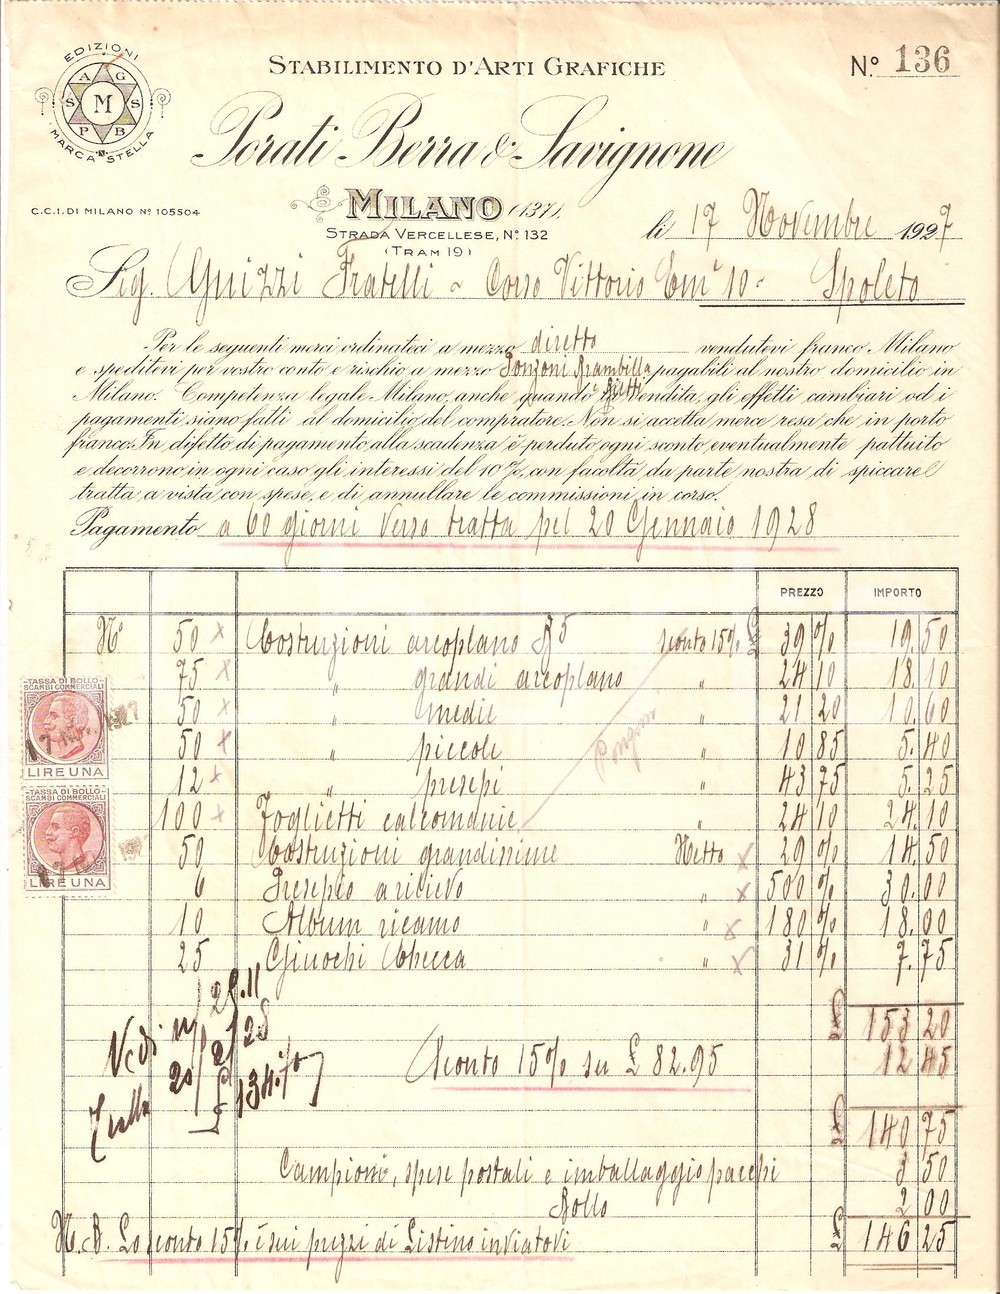 EDIZIONI
A G
S M S
P B
N
MARCA STELLA
STABILIMENTO D'ARTI GRAFICHE
N.º 136
Porati Berra & Savignone
C.C.I. DI MILANO Nº 105504
MILANO (137).
STRADA VERCELLESE, N.º 132
(TRAM 19)
li 17 Novembre 1927
Sig. Guizzi Fratelli - Corso Vittorio Emle 10 - Spoleto
Per le seguenti merci ordinateci a mezzo diretto vendutevi franco Milano
e speditevi per vostro conto e rischio a mezzo Gonzoni Brambilla pagabili al nostro domicilio in
Milano. Competenza legale Milano, anche quando i vendita, gli effetti cambiari od i
pagamenti siano fatti al domicilio del compratore. Non si accetta merce resa che in porto
franco. In difetto di pagamento alla scadenza è perduto ogni sconto eventualmente pattuito
e decorrono in ogni caso gli interessi del 10%, con facoltà da parte nostra di spiccare
tratta a vista con spese, e di annullare le commissioni in corso.
Pagamento a 60 giorni verso tratta pel 20 Gennaio 1928
PREZZO IMPORTO
Nº 50 x Costruzioni areoplano sconto 15% £ 39 % 19.50
75 x " grandi areoplano " 24 10 18.10
50 x " medie " 21 20 10.60
50 x " piccole " 10 85 5.40
12 x " presepi " 43 75 5.25
100 x Foglietti calcomanie 24 10 24.10
50 Costruzioni grandissime Netto x 29 % 14.50
6 Presepio a rilievo " x 500 % 30.00
10 Album ricamo " x 180 % 18.00
25 Giuochi Checca " x 31 % 7.75
TASSA DI BOLLO
SCAMBI COMMERCIALI
LIRE UNA
TASSA DI BOLLO
SCAMBI COMMERCIALI
LIRE UNA
£ 153 20
Vedi
Sconto 15% su £ 82.95 12 45
£ 140 75
Campioni, spese postali e imballaggio pacchi 3 50
Bollo 2 00
N.B. Lo sconto 15% è sui prezzi di Listino inviatovi £ 146 25